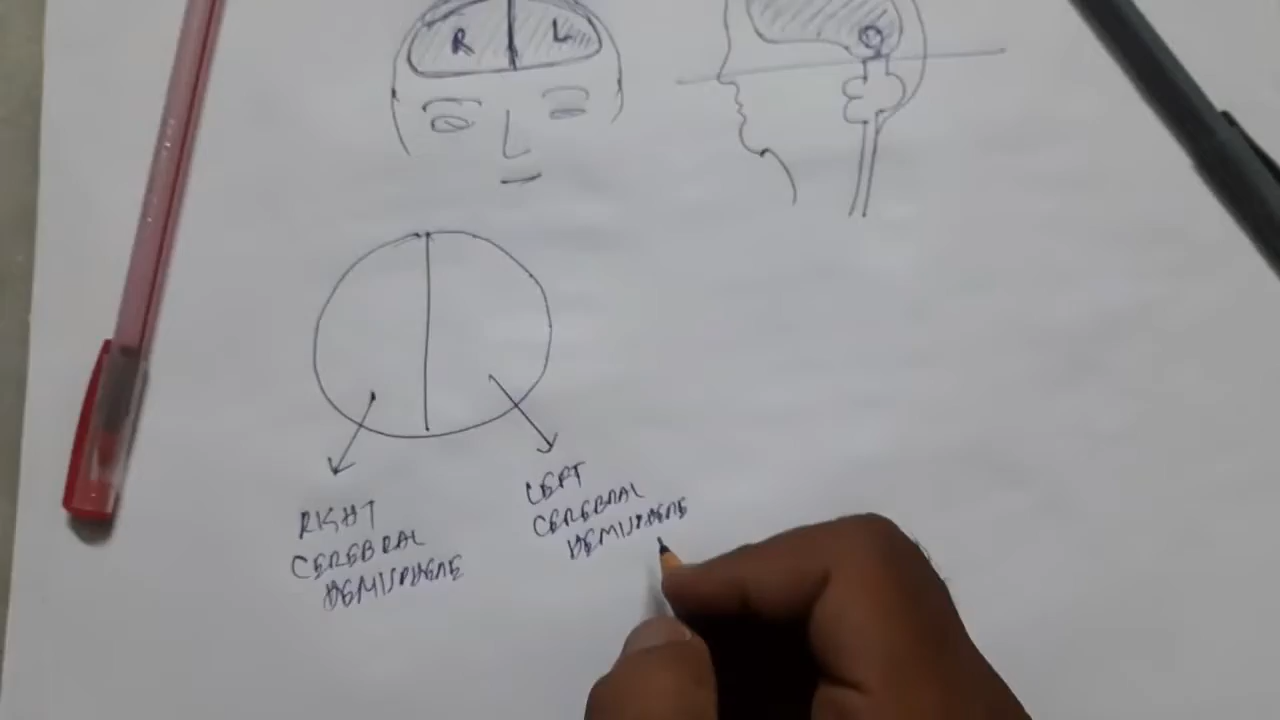 R L
RIGHT
CEREBRAL
HEMISPHERE
LEFT
CEREBRAL
HEMISPHERE